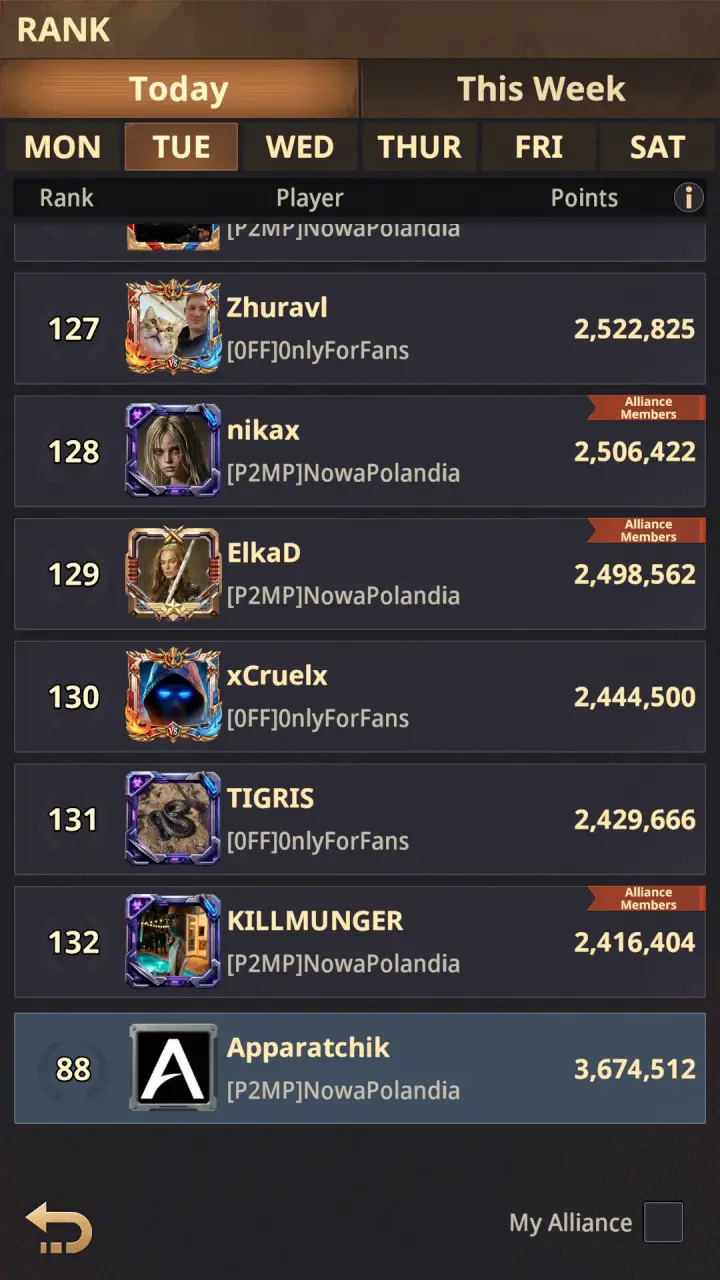 RANK
Today
This Week
MON
TUE
WED
THUR
FRI
SAT
Rank
Player
Points
[P2MP]NowaPolandia
127
Zhuravl
[0FF]0nlyForFans
2,522,825
128
nikax
[P2MP]NowaPolandia
Alliance
Members
2,506,422
129
ElkaD
[P2MP]NowaPolandia
Alliance
Members
2,498,562
130
xCruelx
[0FF]0nlyForFans
2,444,500
131
TIGRIS
[0FF]0nlyForFans
2,429,666
132
KILLMUNGER
[P2MP]NowaPolandia
Alliance
Members
2,416,404
88
Apparatchik
[P2MP]NowaPolandia
3,674,512
My Alliance